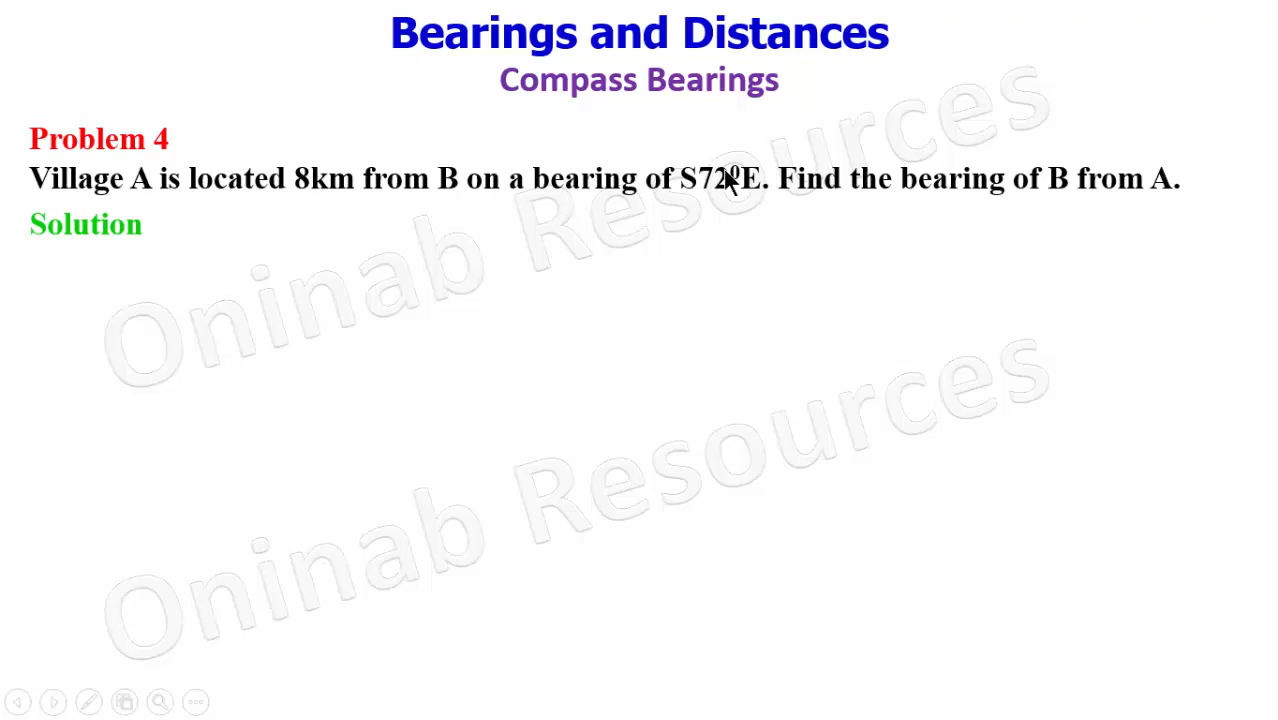 Bearings and Distances
Compass Bearings
Problem 4
Village A is located 8km from B on a bearing of S72⁰E. Find the bearing of B from A.
Solution
Oninab Resources
Oninab Resources